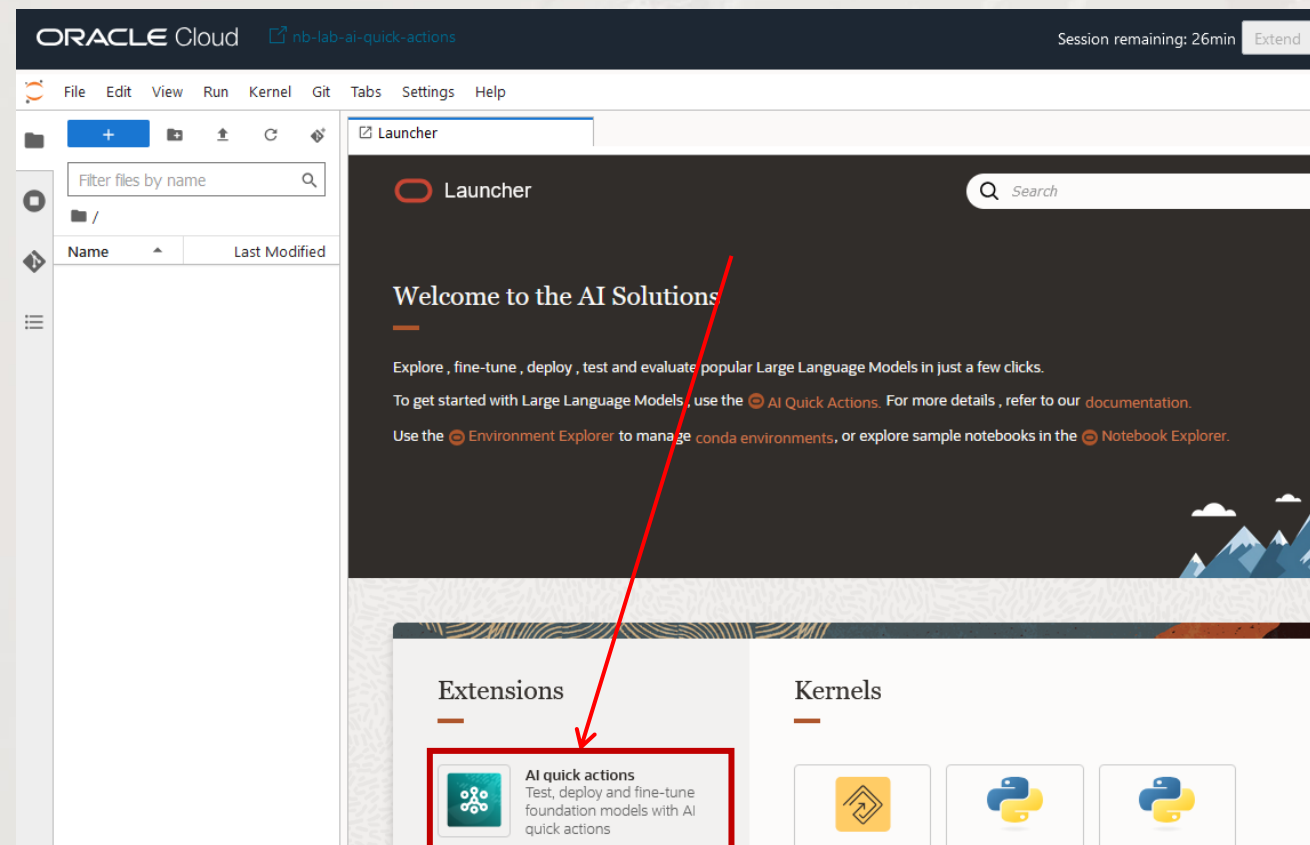 ORACLE Cloud nb-lab-ai-quick-actions Session remaining: 26min Extend
File Edit View Run Kernel Git Tabs Settings Help
+
Launcher
Filter files by name
/
Name Last Modified
Launcher
Search
Welcome to the AI Solutions
Explore , fine-tune , deploy , test and evaluate popular Large Language Models in just a few clicks.
To get started with Large Language Models , use the AI Quick Actions. For more details , refer to our documentation.
Use the Environment Explorer to manage conda environments, or explore sample notebooks in the Notebook Explorer.
Extensions
Kernels
AI quick actions
Test, deploy and fine-tune
foundation models with AI
quick actions